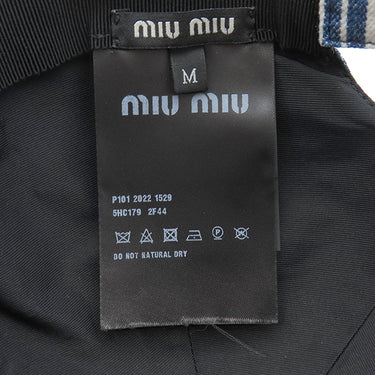 miu miu
M
miu miu
P101 2022 1529
5HC179 2F44
P
DO NOT NATURAL DRY